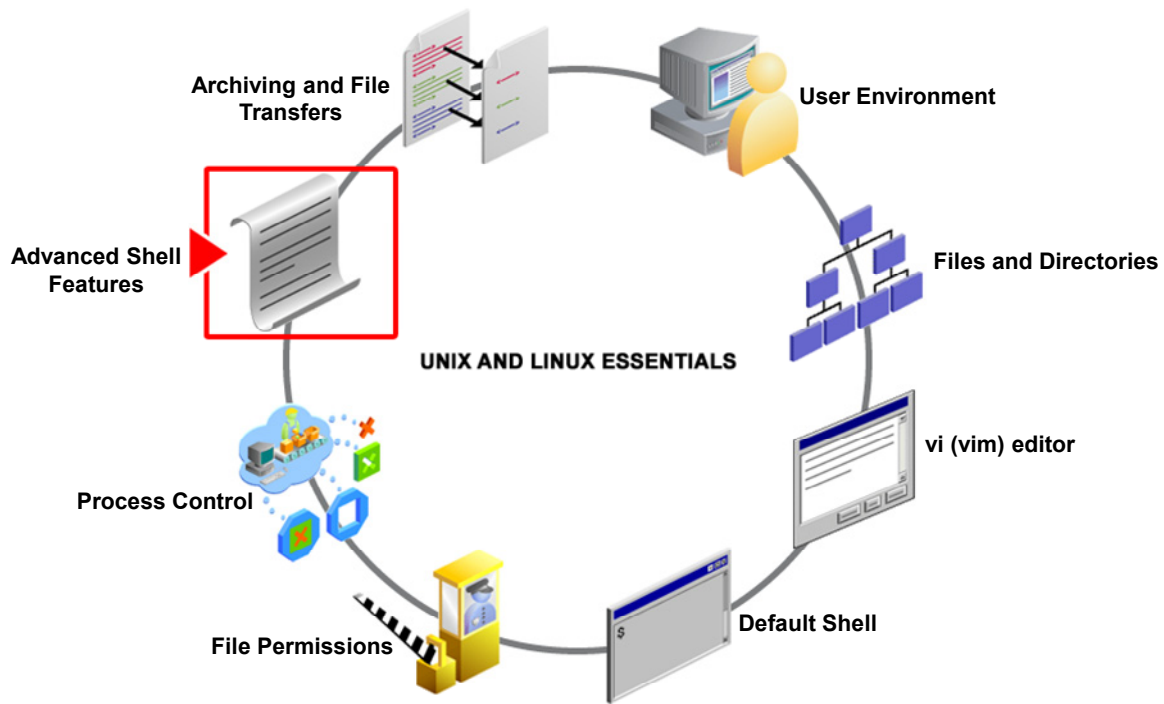 Archiving and File
Transfers
User Environment
Advanced Shell
Features
Files and Directories
UNIX AND LINUX ESSENTIALS
vi (vim) editor
Process Control
$
Default Shell
File Permissions